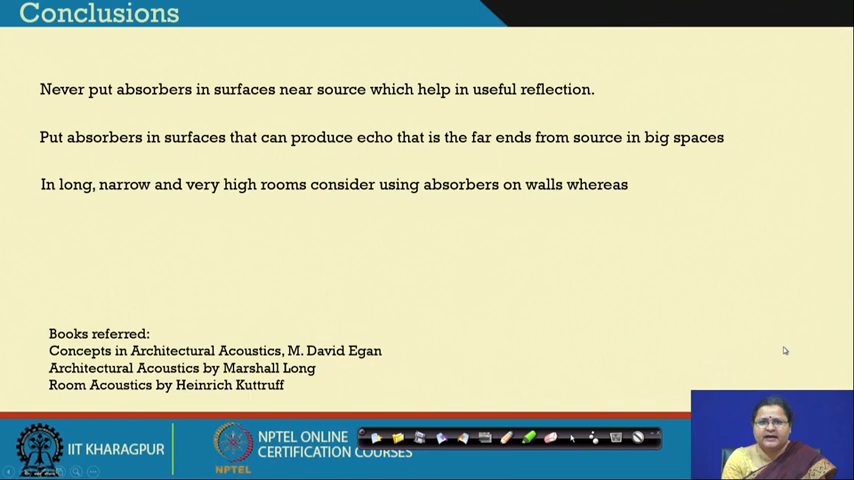 Conclusions
Never put absorbers in surfaces near source which help in useful reflection.
Put absorbers in surfaces that can produce echo that is the far ends from source in big spaces
In long, narrow and very high rooms consider using absorbers on walls whereas
Books referred:
Concepts in Architectural Acoustics, M. David Egan
Architectural Acoustics by Marshall Long
Room Acoustics by Heinrich Kuttruff
IIT KHARAGPUR
NPTEL
NPTEL ONLINE
CERTIFICATION COURSES